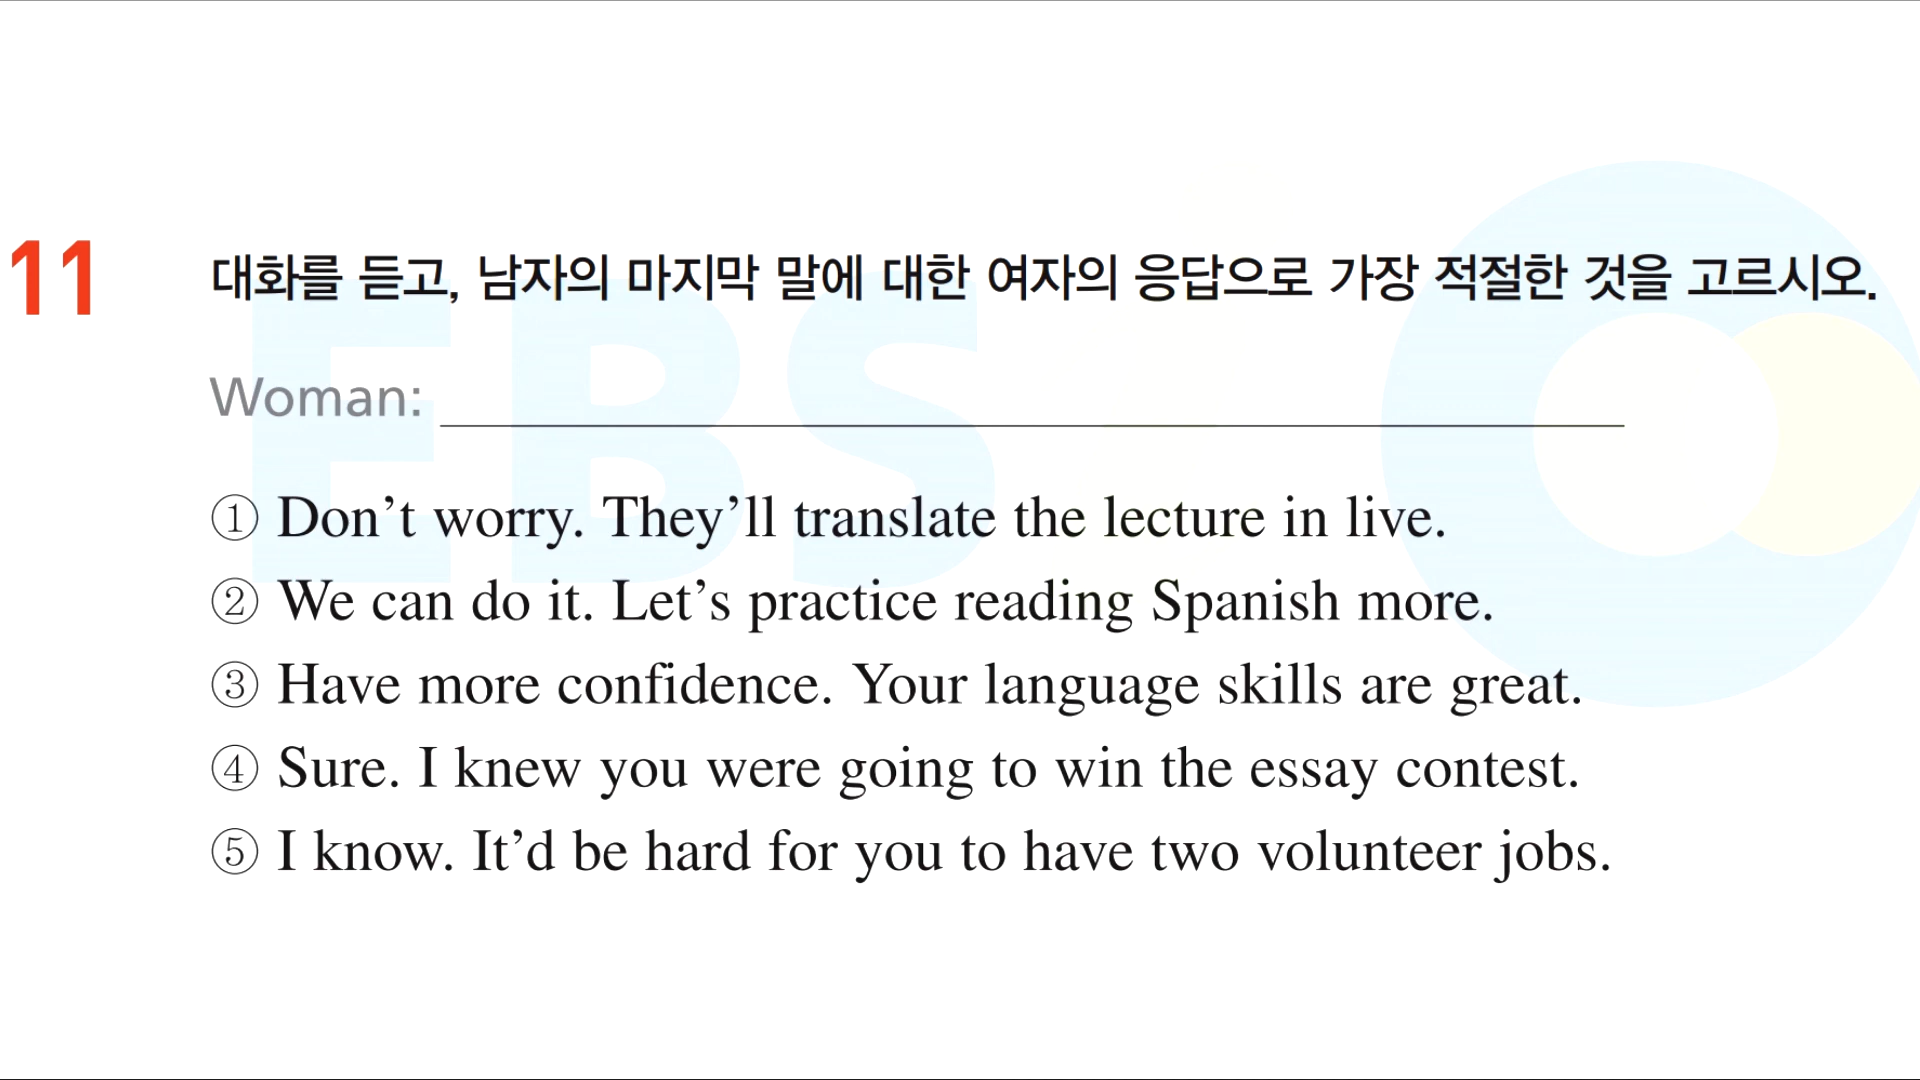 11
대화를 듣고, 남자의 마지막 말에 대한 여자의 응답으로 가장 적절한 것을 고르시오.
Woman:
① Don’t worry. They’ll translate the lecture in live.
② We can do it. Let’s practice reading Spanish more.
③ Have more confidence. Your language skills are great.
④ Sure. I knew you were going to win the essay contest.
⑤ I know. It’d be hard for you to have two volunteer jobs.
EBSi